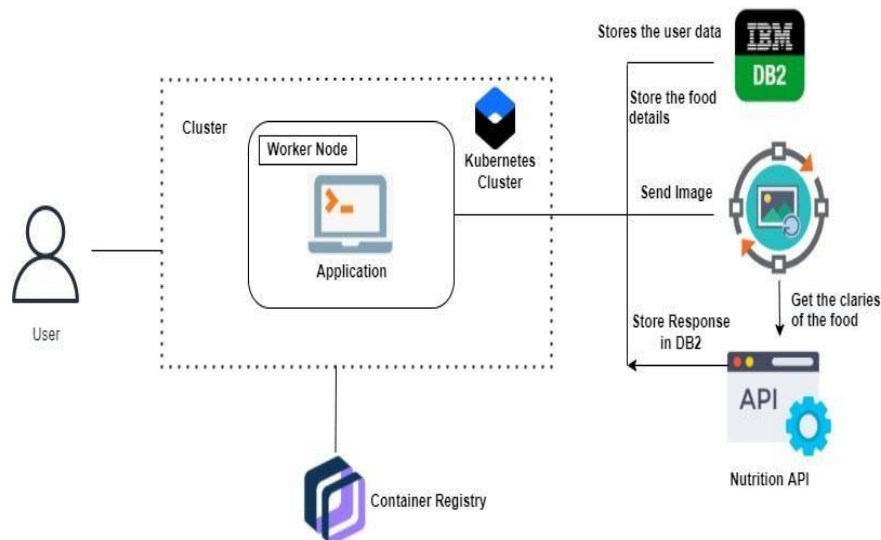 Stores the user data
IBM
DB2
Store the food
details
Cluster
Worker Node
Kubernetes
Cluster
Application
Send Image
User
Get the claries
of the food
Store Response
in DB2
API
Nutrition API
Container Registry